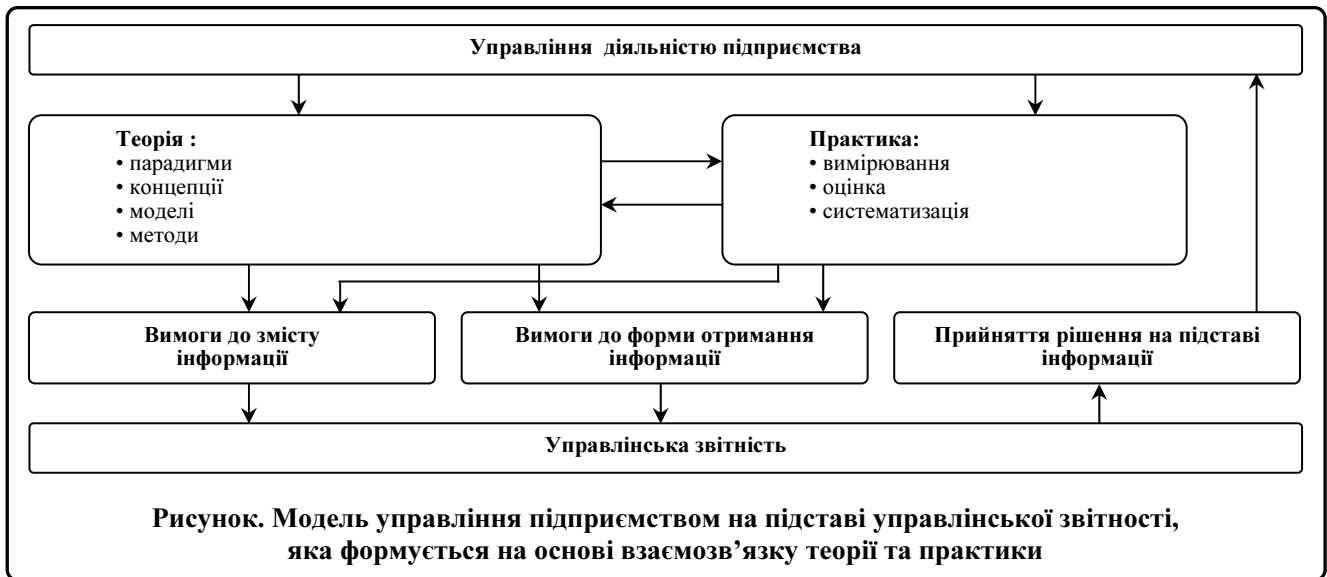 Управління діяльністю підприємства
Теорія :
• парадигми
• концепції
• моделі
• методи
Практика:
• вимірювання
• оцінка
• систематизація
Вимоги до змісту
інформації
Вимоги до форми отримання
інформації
Прийняття рішення на підставі
інформації
Управлінська звітність
Рисунок. Модель управління підприємством на підставі управлінської звітності,
яка формується на основі взаємозв’язку теорії та практики